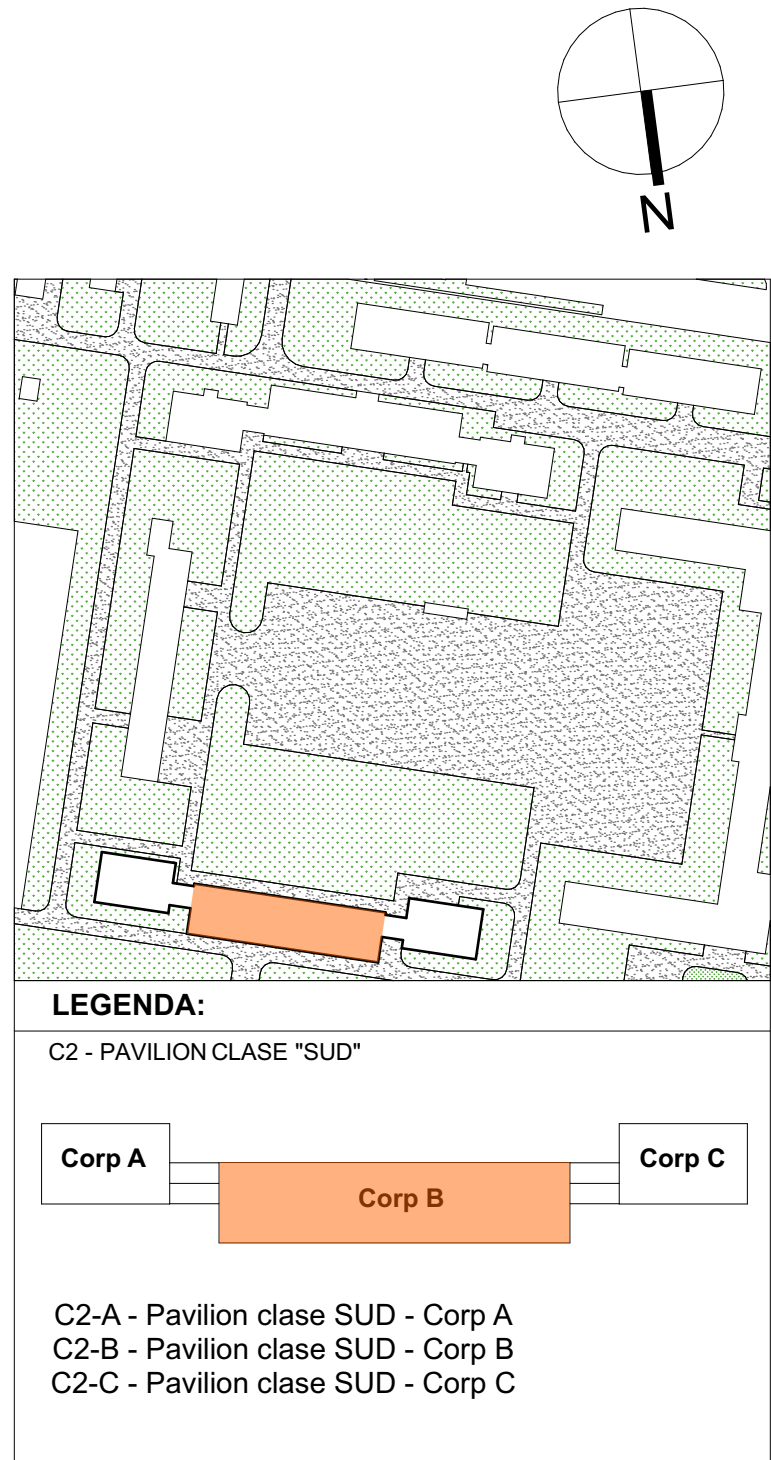 N
LEGENDA:
C2 - PAVILION CLASE "SUD"
Corp A
Corp B
Corp C
C2-A - Pavilion clase SUD - Corp A
C2-B - Pavilion clase SUD - Corp B
C2-C - Pavilion clase SUD - Corp C